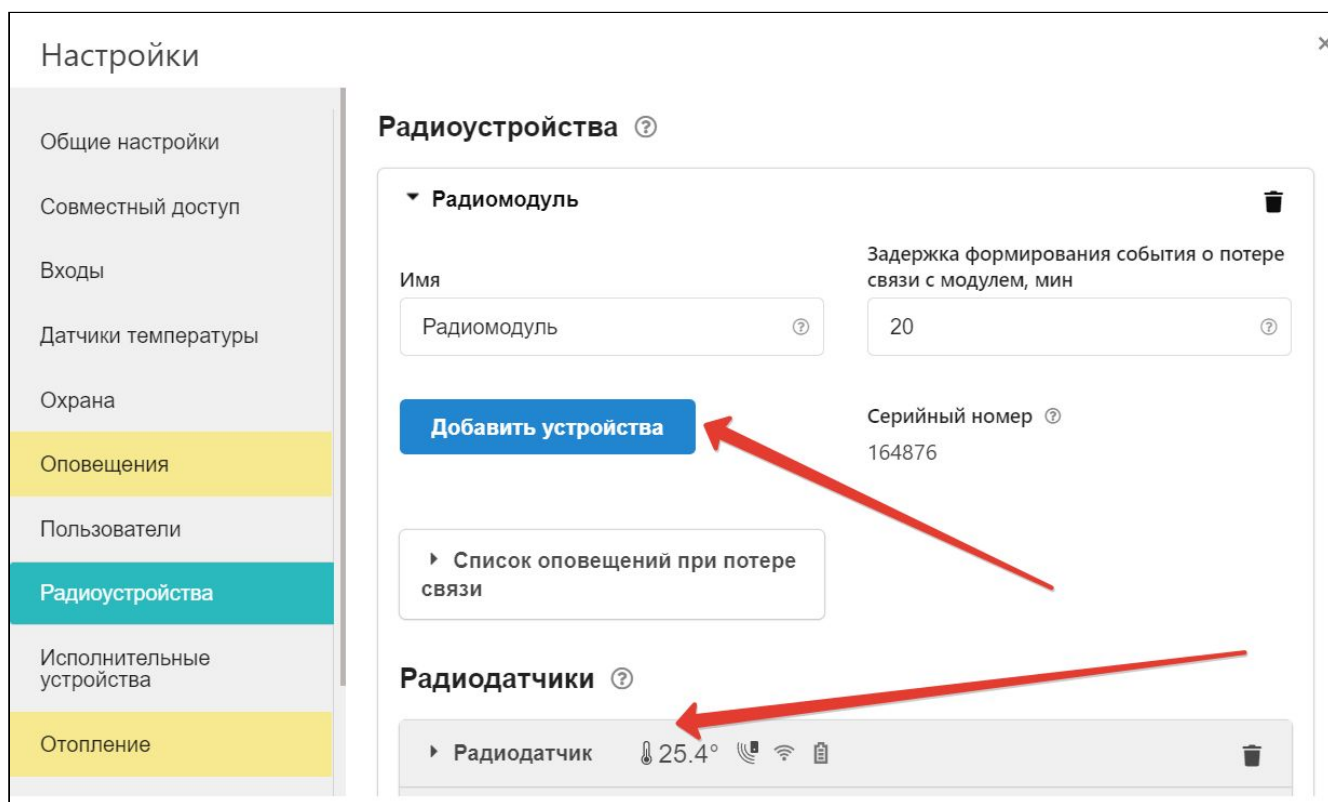 Настройки
Общие настройки
Совместный доступ
Входы
Датчики температуры
Охрана
Оповещения
Пользователи
Радиоустройства
Исполнительные
устройства
Отопление
Радиоустройства
Радиомодуль
Имя
Радиомодуль
Задержка формирования события о потере
связи с модулем, мин
20
Добавить устройства
Серийный номер
164876
Список оповещений при потере
связи
Радиодатчики
Радиодатчик 25.4°